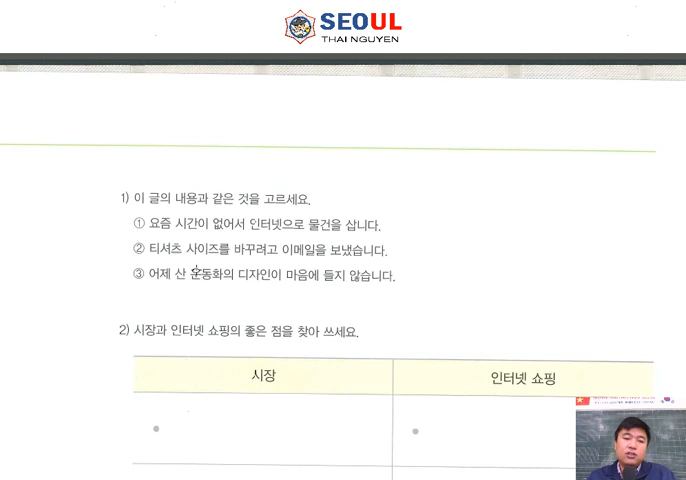 SEOUL
THAI NGUYEN
1) 이 글의 내용과 같은 것을 고르세요.
① 요즘 시간이 없어서 인터넷으로 물건을 삽니다.
② 티셔츠 사이즈를 바꾸려고 이메일을 보냈습니다.
③ 어제 산 운동화의 디자인이 마음에 들지 않습니다.
2) 시장과 인터넷 쇼핑의 좋은 점을 찾아 쓰세요.
시장
인터넷 쇼핑